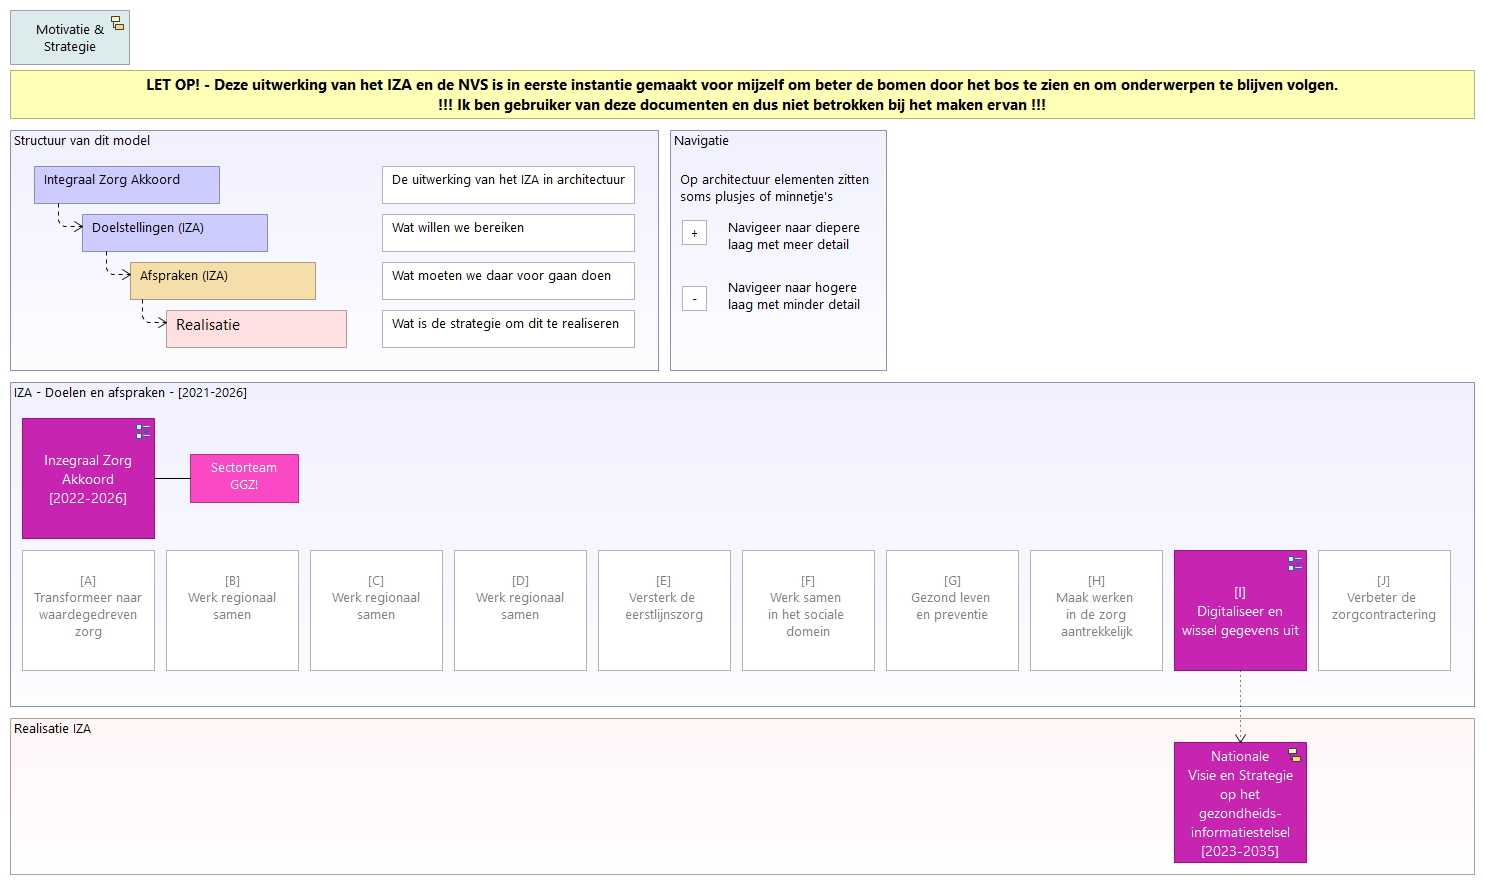 Motivatie &
Strategie
LET OP! - Deze uitwerking van het IZA en de NVS is in eerste instantie gemaakt voor mijzelf om beter de bomen door het bos te zien en om onderwerpen te blijven volgen.
!!! Ik ben gebruiker van deze documenten en dus niet betrokken bij het maken ervan !!!
Structuur van dit model
Integraal Zorg Akkoord
De uitwerking van het IZA in architectuur
Doelstellingen (IZA)
Wat willen we bereiken
Afspraken (IZA)
Wat moeten we daar voor gaan doen
Realisatie
Wat is de strategie om dit te realiseren
Navigatie
Op architectuur elementen zitten
soms plusjes of minnetje's
+
Navigeer naar diepere
laag met meer detail
-
Navigeer naar hogere
laag met minder detail
IZA - Doelen en afspraken - [2021-2026]
Inzegraal Zorg
Akkoord
[2022-2026]
Sectorteam
GGZ!
[A]
Transformeer naar
waardegedreven
zorg
[B]
Werk regionaal
samen
[C]
Werk regionaal
samen
[D]
Werk regionaal
samen
[E]
Versterk de
eerstlijnszorg
[F]
Werk samen
in het sociale
domein
[G]
Gezond leven
en preventie
[H]
Maak werken
in de zorg
aantrekkelijk
[I]
Digitaliseer en
wissel gegevens uit
[J]
Verbeter de
zorgcontractering
Realisatie IZA
Nationale
Visie en Strategie
op het
gezondheids-
informatiestelsel
[2023-2035]